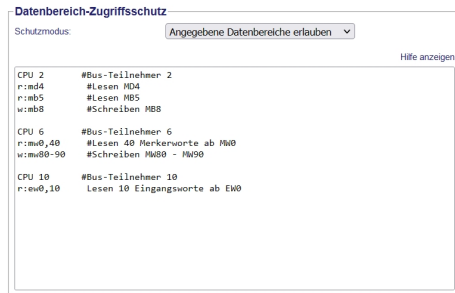 Datenbereich-Zugriffsschutz
Schutzmodus: Angegebene Datenbereiche erlauben
Hilfe anzeigen
CPU 2 #Bus-Teilnehmer 2
r:md4 #Lesen MD4
r:mb5 #Lesen MB5
w:mb8 #Schreiben MB8
CPU 6 #Bus-Teilnehmer 6
r:mw0,40 #Lesen 40 Merkerworte ab MW0
w:mw80-90 #Schreiben MW80 - MW90
CPU 10 #Bus-Teilnehmer 10
r:ew0,10 Lesen 10 Eingangsworte ab EW0